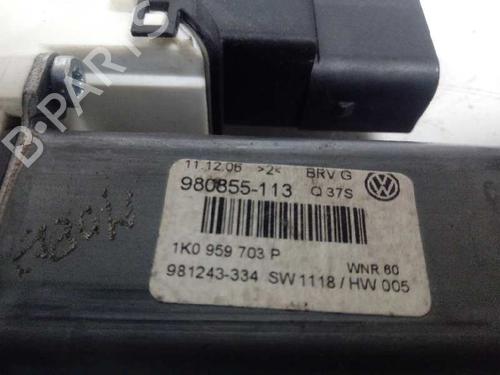 B-PARTS
11.12.06 >2< BRV G
980855-113 Q 37S
1K0 959 703 P
WNR 60
981243-334 SW1118 / HW 005